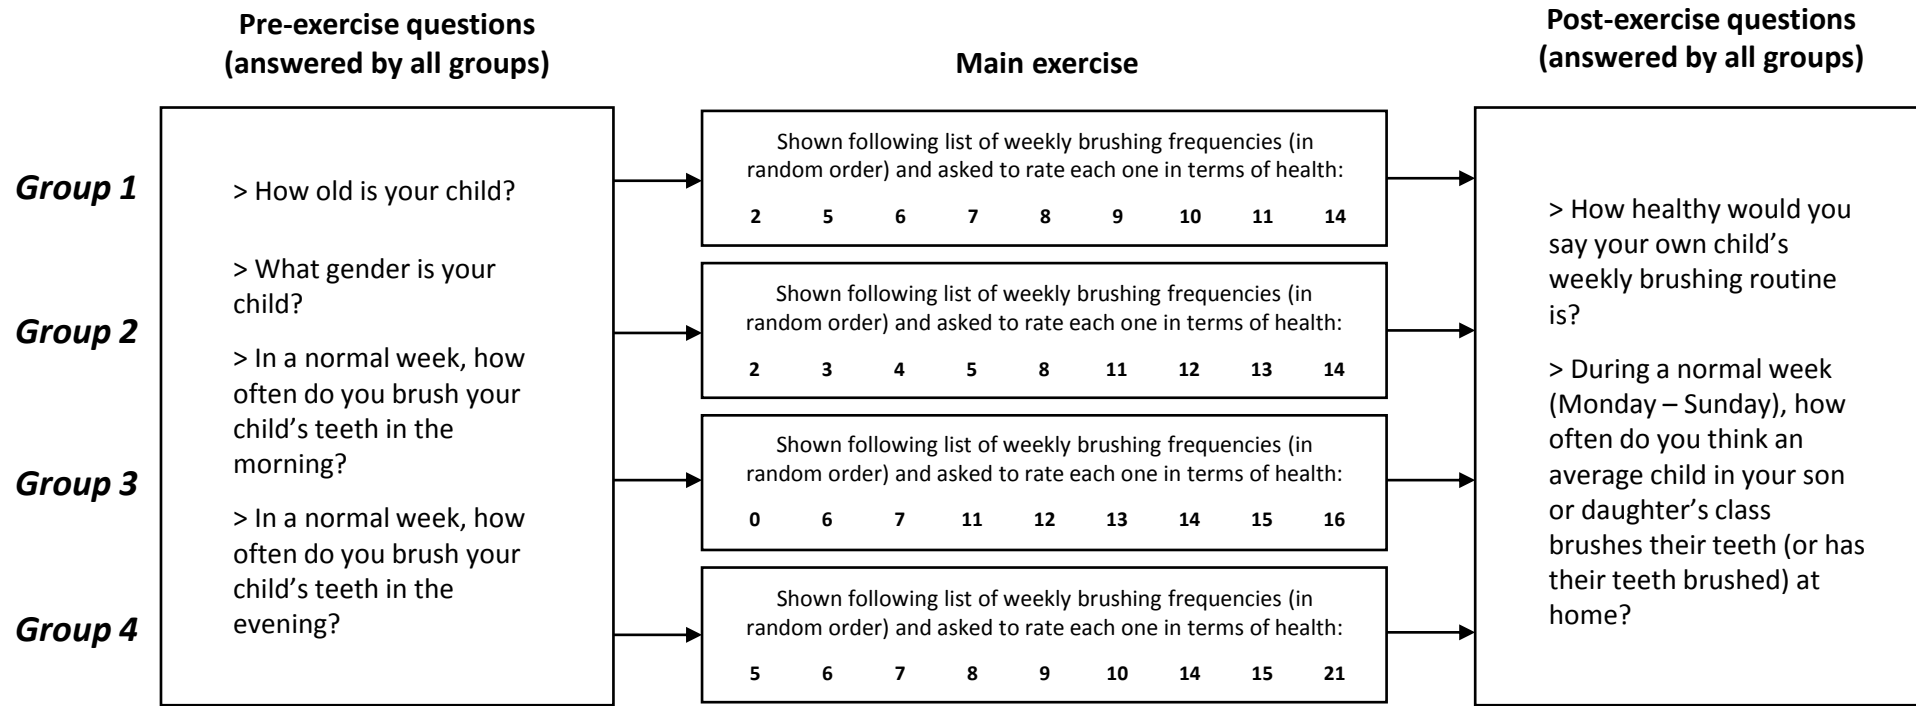 Pre-exercise questions
(answered by all groups)
Main exercise
Post-exercise questions
(answered by all groups)
Group 1
Group 2
Group 3
Group 4
> How old is your child?
> What gender is your
child?
> In a normal week, how
often do you brush your
child’s teeth in the
morning?
> In a normal week, how
often do you brush your
child’s teeth in the
evening?
Shown following list of weekly brushing frequencies (in
random order) and asked to rate each one in terms of health:
2 5 6 7 8 9 10 11 14
Shown following list of weekly brushing frequencies (in
random order) and asked to rate each one in terms of health:
2 3 4 5 8 11 12 13 14
Shown following list of weekly brushing frequencies (in
random order) and asked to rate each one in terms of health:
0 6 7 11 12 13 14 15 16
Shown following list of weekly brushing frequencies (in
random order) and asked to rate each one in terms of health:
5 6 7 8 9 10 14 15 21
> How healthy would you
say your own child’s
weekly brushing routine
is?
> During a normal week
(Monday – Sunday), how
often do you think an
average child in your son
or daughter’s class
brushes their teeth (or has
their teeth brushed) at
home?